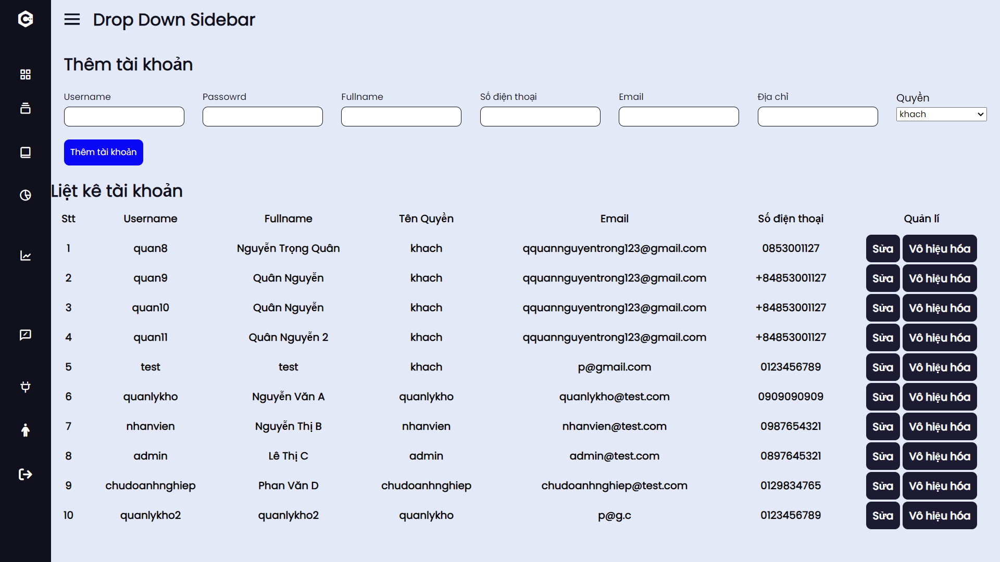 Drop Down Sidebar
Thêm tài khoản
Username Passowrd Fullname Số điện thoại Email Địa chỉ Quyền
khach
Thêm tài khoản
Liệt kê tài khoản
Stt Username Fullname Tên Quyền Email Số điện thoại Quản lí
1 quan8 Nguyễn Trọng Quân khach qquannguyentrong123@gmail.com 0853001127 Sửa Vô hiệu hóa
2 quan9 Quân Nguyễn khach qquannguyentrong123@gmail.com +84853001127 Sửa Vô hiệu hóa
3 quan10 Quân Nguyễn khach qquannguyentrong123@gmail.com +84853001127 Sửa Vô hiệu hóa
4 quan11 Quân Nguyễn 2 khach qquannguyentrong123@gmail.com +84853001127 Sửa Vô hiệu hóa
5 test test khach p@gmail.com 0123456789 Sửa Vô hiệu hóa
6 quanlykho Nguyễn Văn A quanlykho quanlykho@test.com 0909090909 Sửa Vô hiệu hóa
7 nhanvien Nguyễn Thị B nhanvien nhanvien@test.com 0987654321 Sửa Vô hiệu hóa
8 admin Lê Thị C admin admin@test.com 0897645321 Sửa Vô hiệu hóa
9 chudoanhnghiep Phan Văn D chudoanhnghiep chudoanhnghiep@test.com 0129834765 Sửa Vô hiệu hóa
10 quanlykho2 quanlykho2 quanlykho p@g.c 0123456789 Sửa Vô hiệu hóa